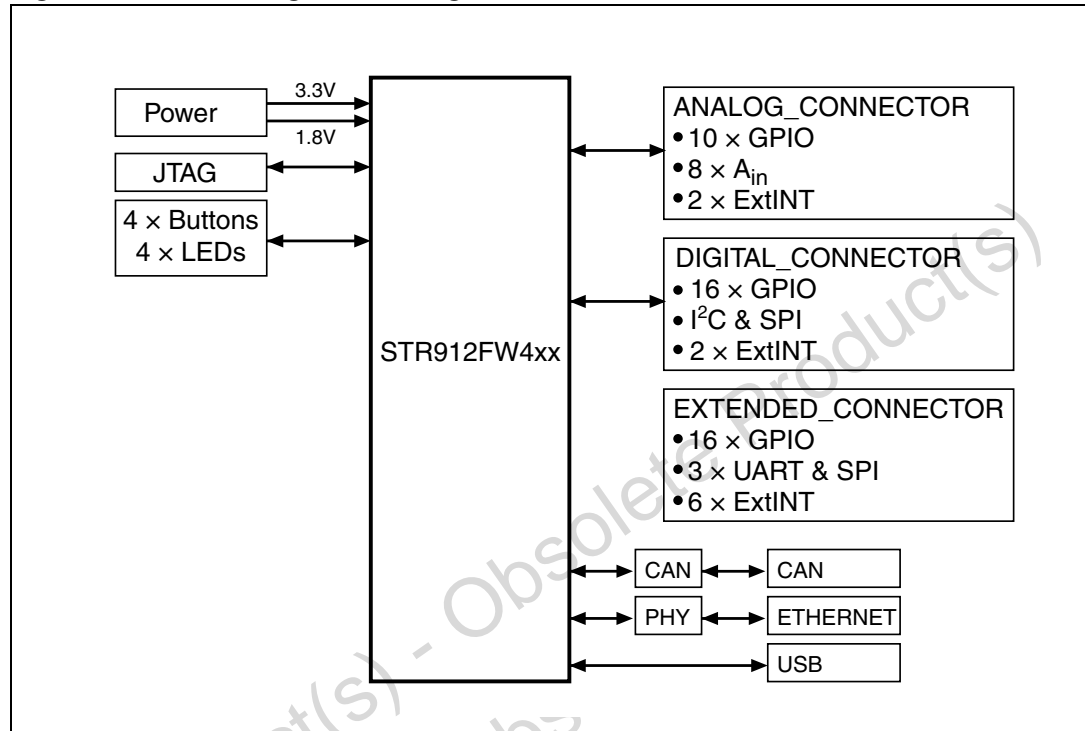 Power
3.3V
1.8V
JTAG
4 × Buttons
4 × LEDs
STR912FW4xx
ANALOG_CONNECTOR
• 10 × GPIO
• 8 × Ain
• 2 × ExtINT
DIGITAL_CONNECTOR
• 16 × GPIO
• I²C & SPI
• 2 × ExtINT
EXTENDED_CONNECTOR
• 16 × GPIO
• 3 × UART & SPI
• 6 × ExtINT
CAN
CAN
PHY
ETHERNET
USB
ct(s) - Obsolete Product(s)